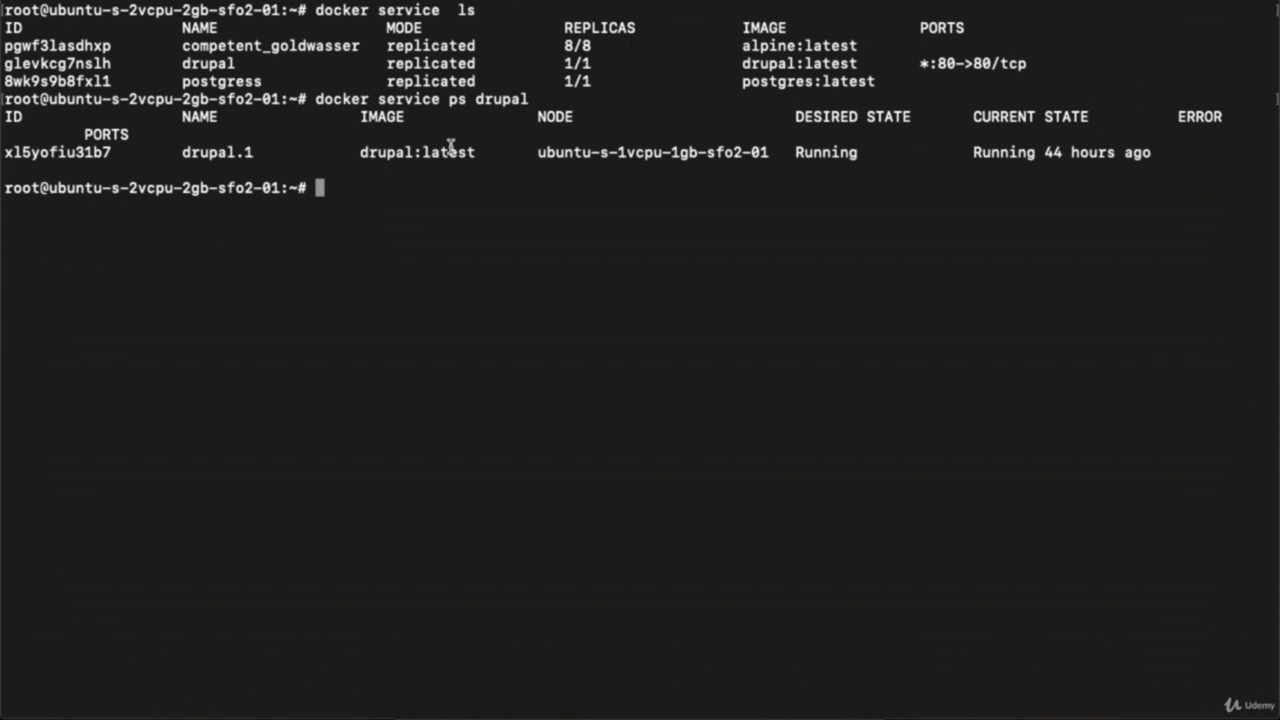 root@ubuntu-s-2vcpu-2gb-sfo2-01:~# docker service  ls
ID NAME MODE REPLICAS IMAGE PORTS
pgwf3lasdhxp competent_goldwasser replicated 8/8 alpine:latest
glevkcg7nslh drupal replicated 1/1 drupal:latest *:80->80/tcp
8wk9s9b8fxl1 postgress replicated 1/1 postgres:latest
root@ubuntu-s-2vcpu-2gb-sfo2-01:~# docker service ps drupal
ID NAME IMAGE NODE DESIRED STATE CURRENT STATE ERROR
PORTS
xl5yofiu31b7 drupal.1 drupal:latest ubuntu-s-1vcpu-1gb-sfo2-01 Running Running 44 hours ago
root@ubuntu-s-2vcpu-2gb-sfo2-01:~#
Udemy